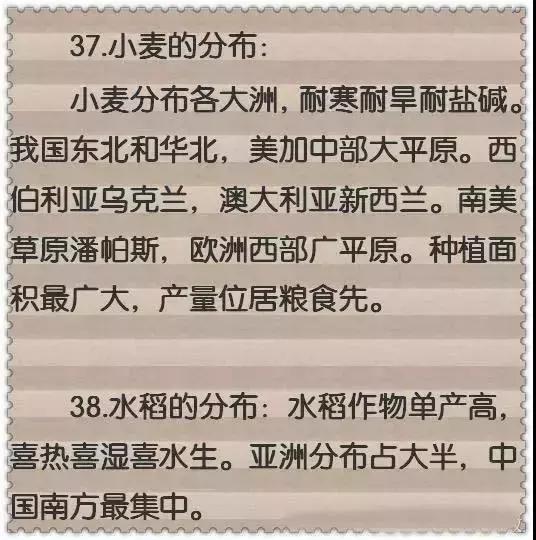 37.小麦的分布：
小麦分布各大洲，耐寒耐旱耐盐碱。
我国东北和华北，美加中部大平原。西
伯利亚乌克兰，澳大利亚新西兰。南美
草原潘帕斯，欧洲西部广平原。种植面
积最广大，产量位居粮食先。
38.水稻的分布：水稻作物单产高，
喜热喜湿喜水生。亚洲分布占大半，中
国南方最集中。